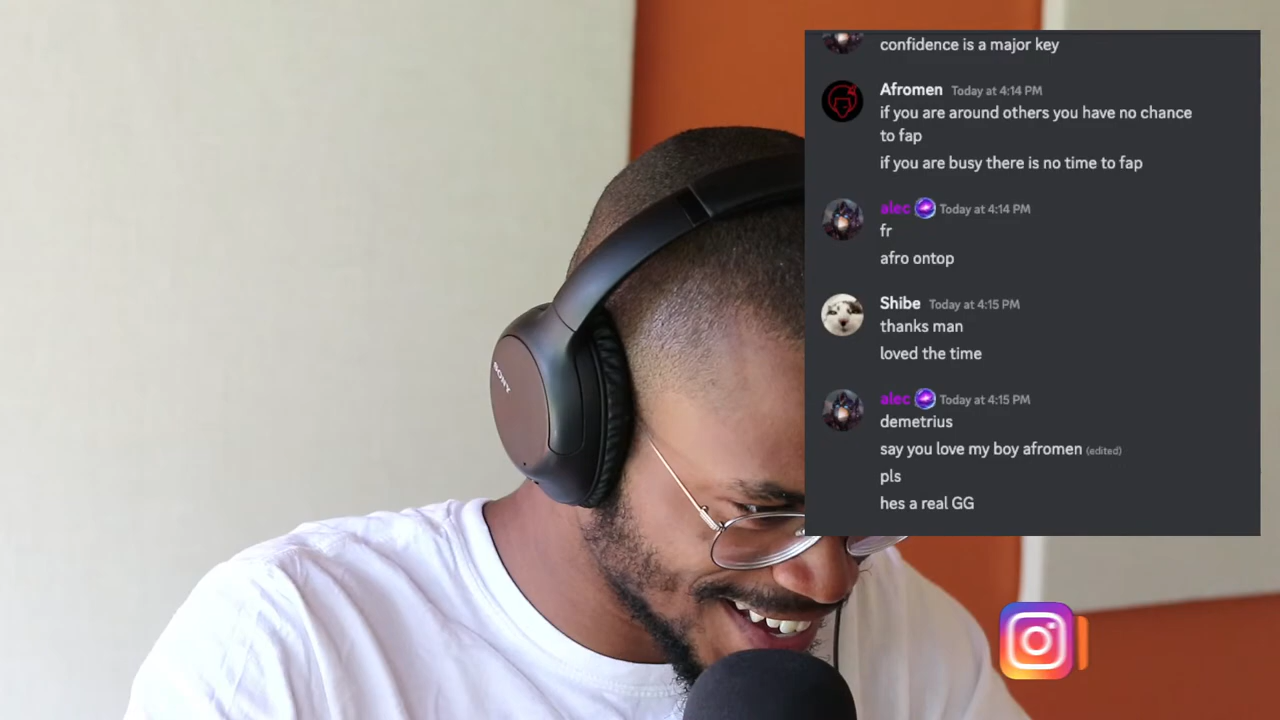 confidence is a major key
Afromen Today at 4:14 PM
if you are around others you have no chance
to fap
if you are busy there is no time to fap
alec Today at 4:14 PM
fr
afro ontop
Shibe Today at 4:15 PM
thanks man
loved the time
alec Today at 4:15 PM
demetrius
say you love my boy afromen (edited)
pls
hes a real GG
SONY